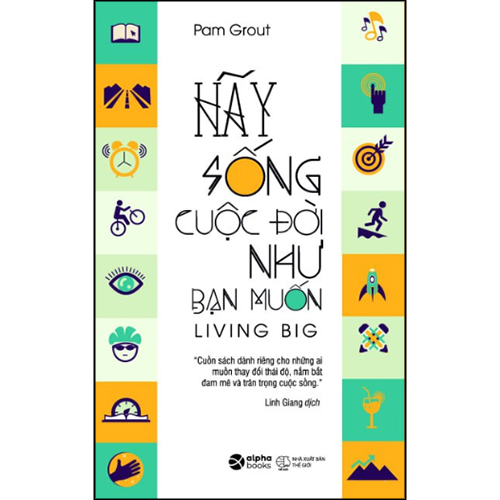 Pam Grout
HÃY
SỐNG
CUỘC ĐỜI
NHƯ
BẠN MUỐN
LIVING BIG
"Cuốn sách dành riêng cho những ai
muốn thay đổi thái độ, nắm bắt
đam mê và trân trọng cuộc sống."
Linh Giang dịch
alpha
books
NHÀ XUẤT BẢN
THẾ GIỚI